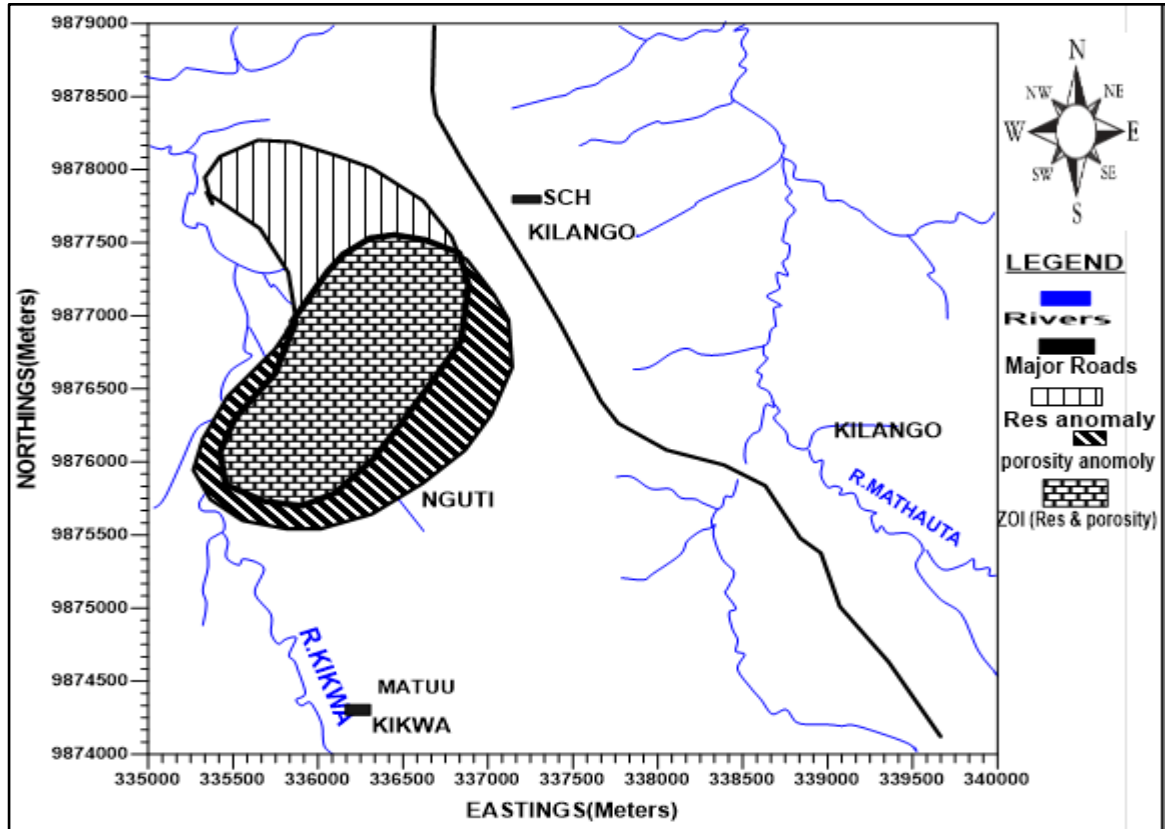 9879000
9878500
9878000
9877500
9877000
9876500
9876000
9875500
9875000
9874500
9874000
NORTHINGS(Meters)
335000 335500 336000 336500 337000 337500 338000 338500 339000 339500 340000
EASTINGS(Meters)
SCH
KILANGO
KILANGO
R.MATHAUTA
NGUTI
R.KIKWA
MATUU
KIKWA
N
NW NE
W E
SW SE
S
LEGEND
Rivers
Major Roads
Res anomaly
porosity anomoly
ZOI (Res & porosity)